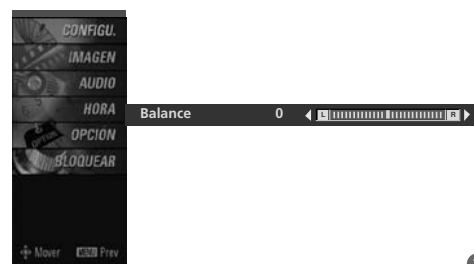 CONFIGU.
IMAGEN
AUDIO
HORA
OPCION
BLOQUEAR
Balance 0 L R
Mover MENU Prev